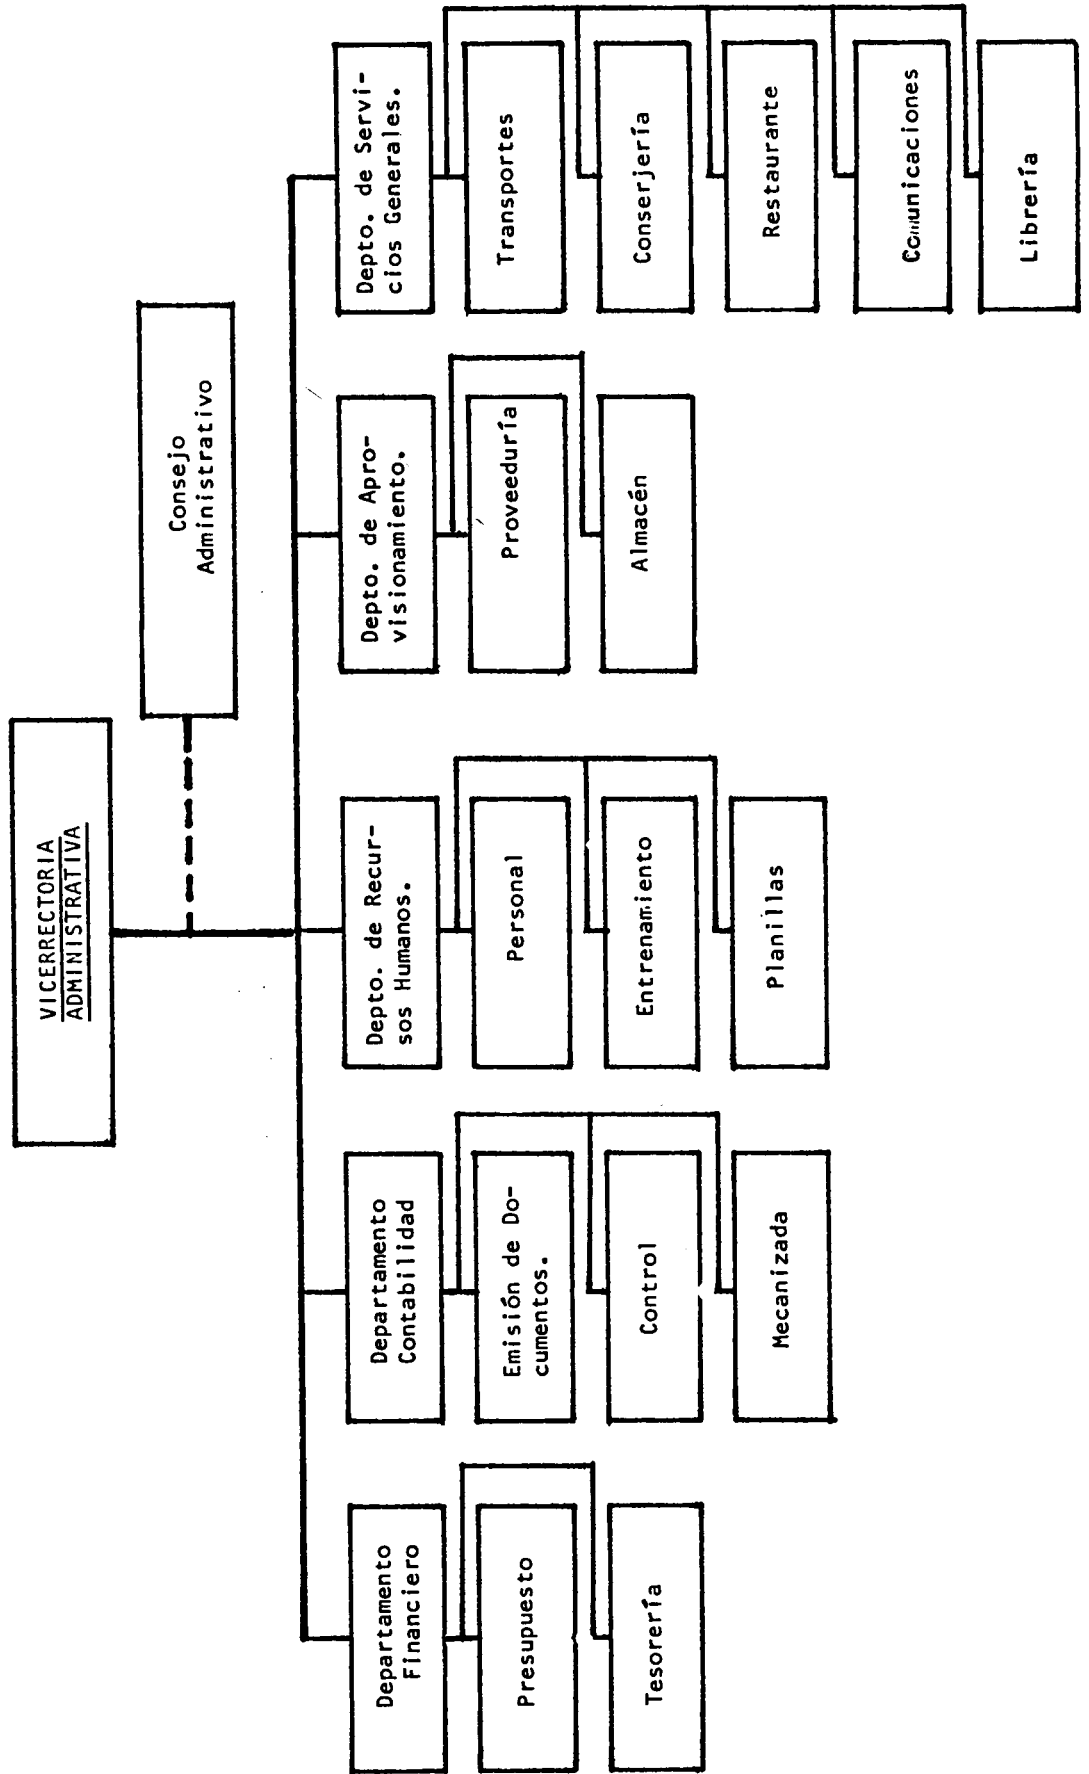 VICERRECTORIA
ADMINISTRATIVA
Consejo
Administrativo
Departamento
Financiero
Presupuesto
Tesorería
Departamento
Contabilidad
Emisión de Do-
cumentos.
Control
Mecanizada
Depto. de Recur-
sos Humanos.
Personal
Entrenamiento
Planillas
Depto. de Apro-
visionamiento.
Proveeduría
Almacén
Depto. de Servi-
cios Generales.
Transportes
Conserjería
Restaurante
Comunicaciones
Librería